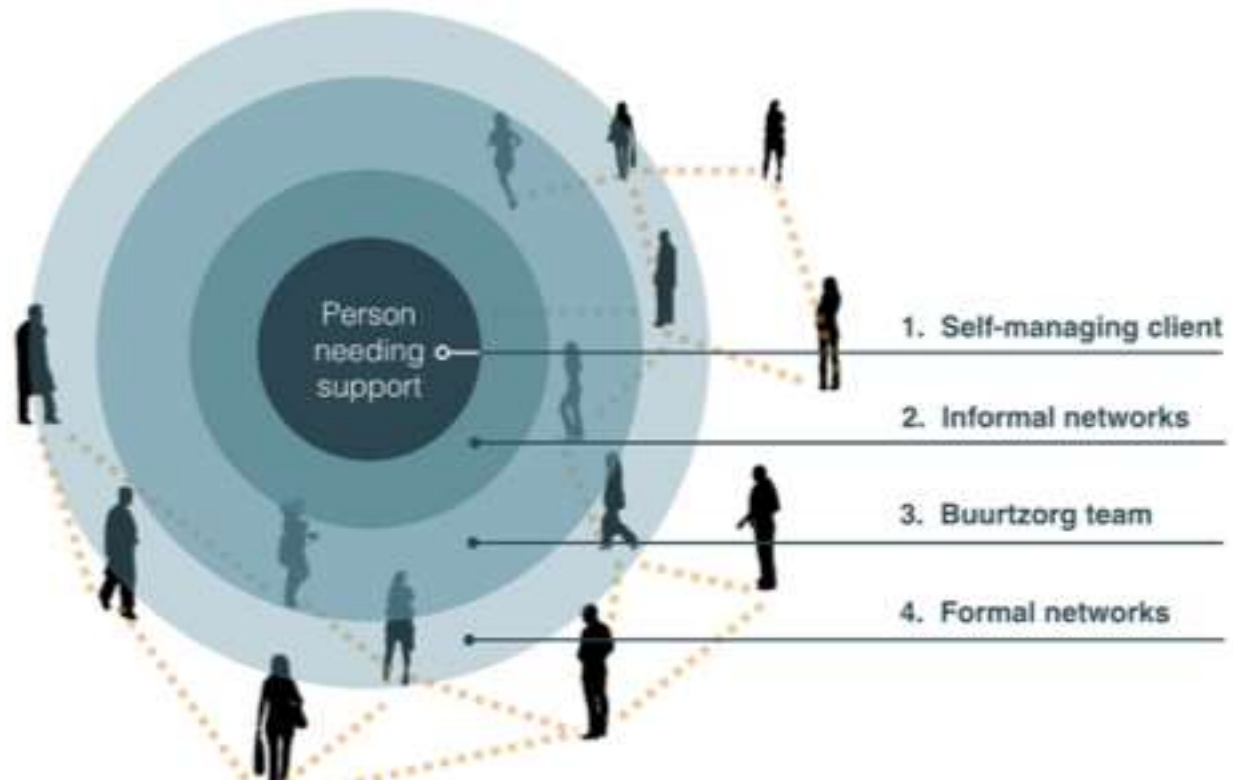 Person
needing
support
1. Self-managing client
2. Informal networks
3. Buurtzorg team
4. Formal networks